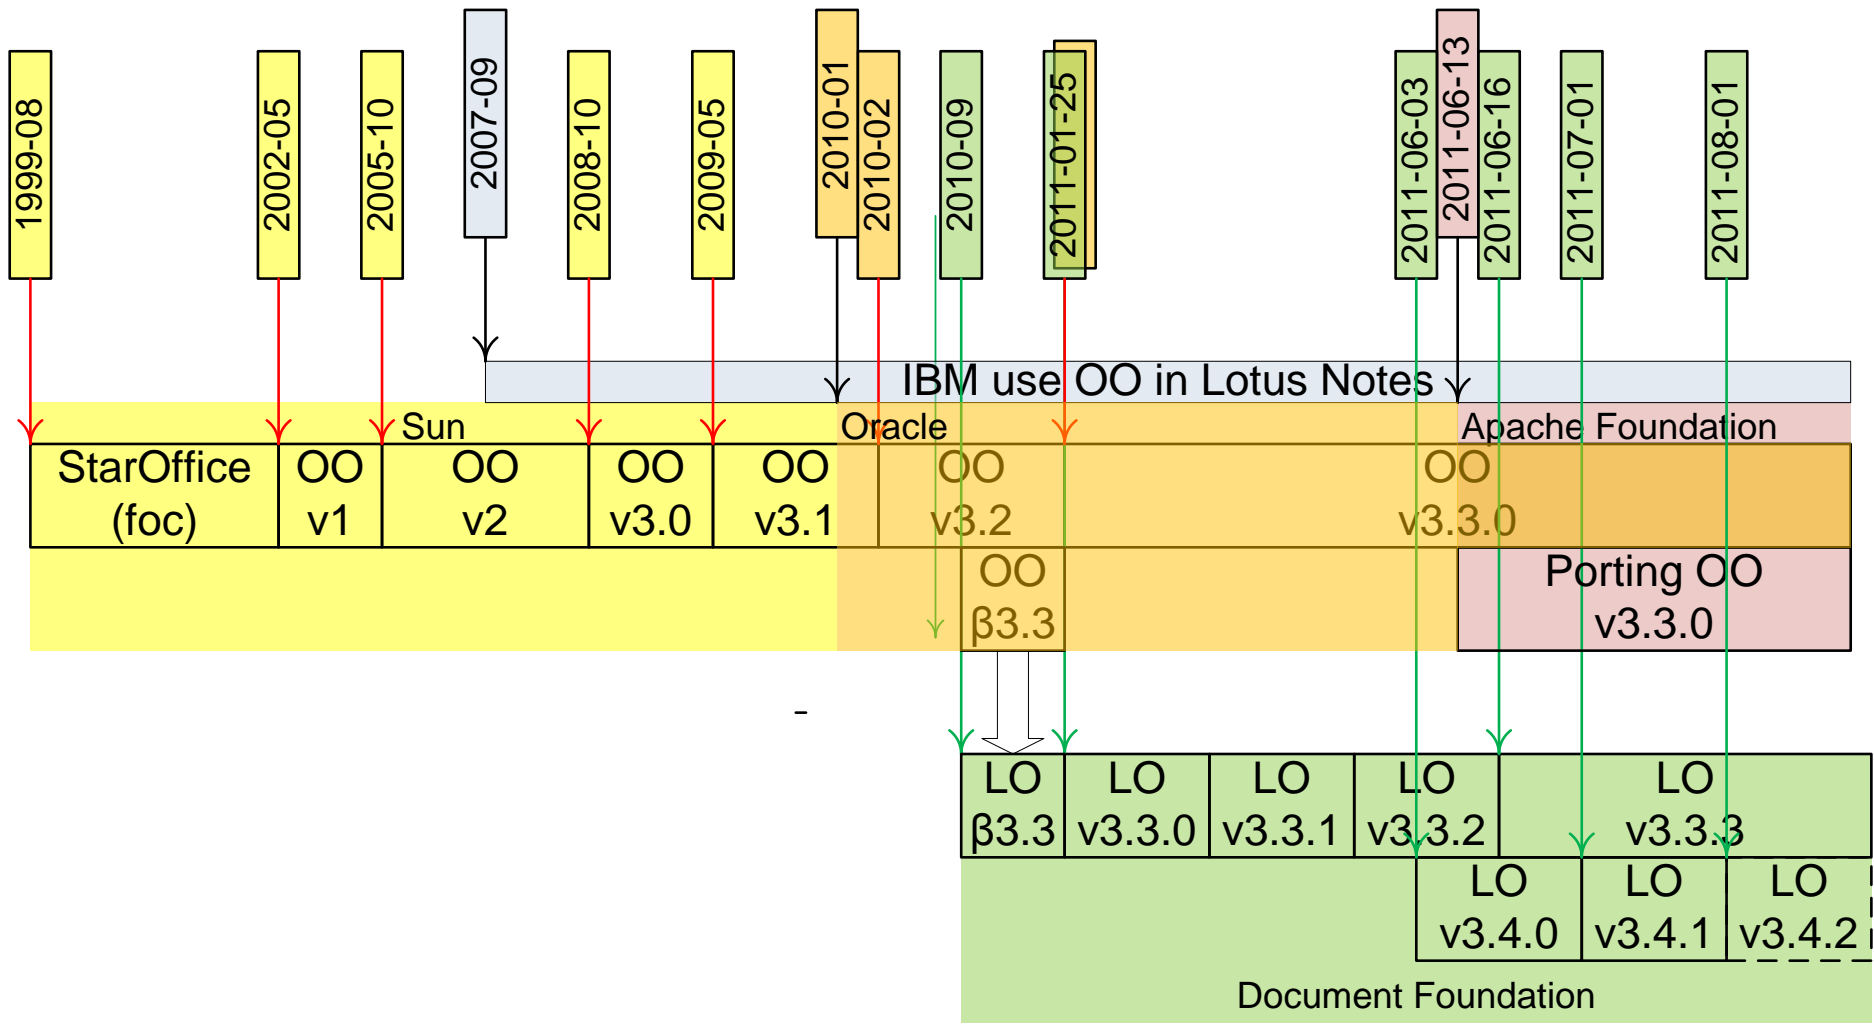 1999-08
2002-05
2005-10
2007-09
2008-10
2009-05
2010-01
2010-02
2010-09
2011-01-25
2011-06-03
2011-06-13
2011-06-16
2011-07-01
2011-08-01
IBM use OO in Lotus Notes
Sun
Oracle
Apache Foundation
StarOffice
(foc)
OO
v1
OO
v2
OO
v3.0
OO
v3.1
OO
v3.2
OO
v3.3.0
OO
β3.3
Porting OO
v3.3.0
-
LO
β3.3
LO
v3.3.0
LO
v3.3.1
LO
v3.3.2
LO
v3.3.3
LO
v3.4.0
LO
v3.4.1
LO
v3.4.2
Document Foundation